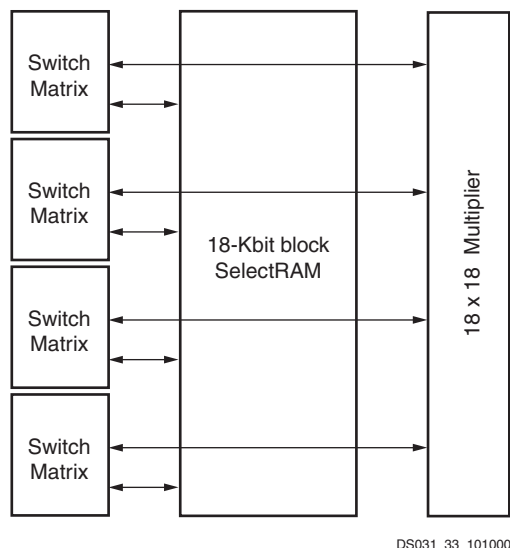 Switch
Matrix
Switch
Matrix
Switch
Matrix
Switch
Matrix
18-Kbit block
SelectRAM
18 x 18 Multiplier
DS031_33_101000